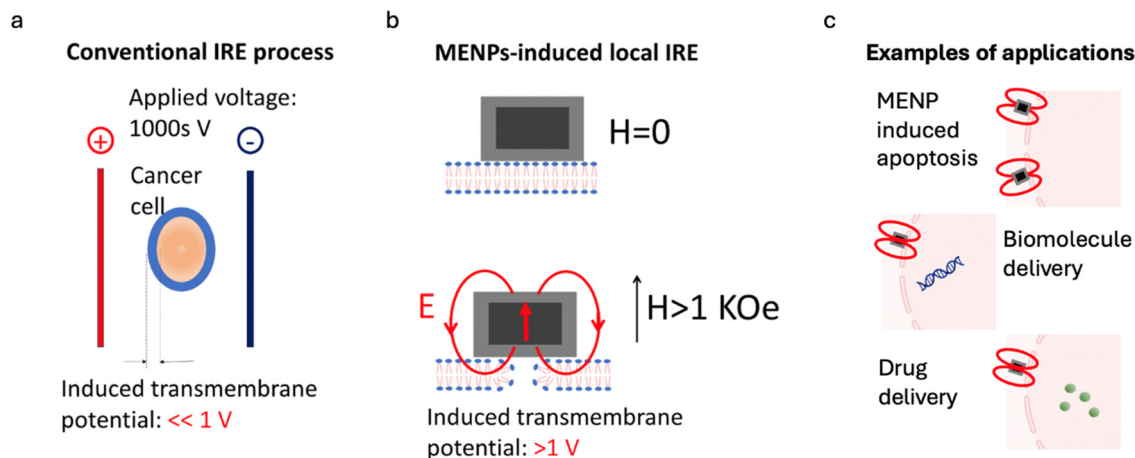 a
Conventional IRE process
Applied voltage:
1000s V
+
-
Cancer
cell
Induced transmembrane
potential: << 1 V
b
MENPs-induced local IRE
H=0
E
H>1 KOe
Induced transmembrane
potential: >1 V
c
Examples of applications
MENP
induced
apoptosis
Biomolecule
delivery
Drug
delivery